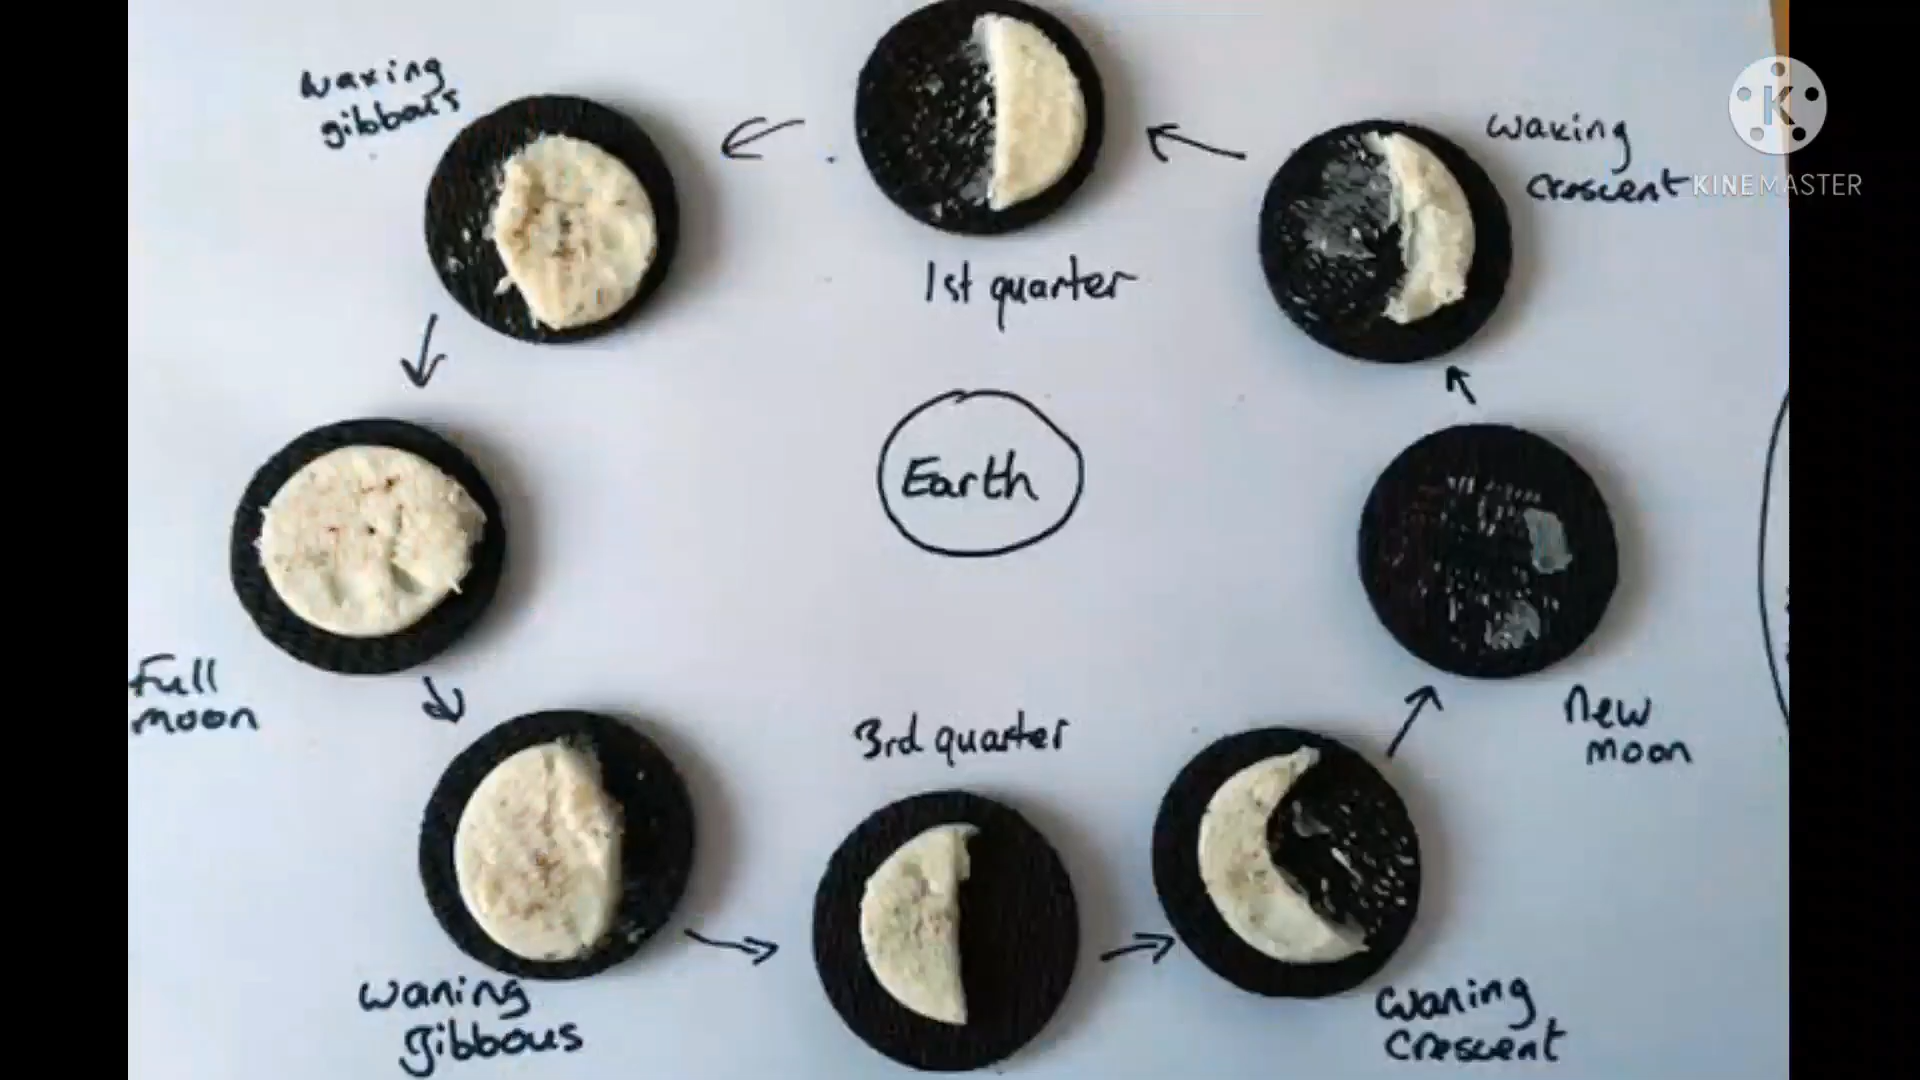 waxing
gibbous
1st quarter
waxing
crescent
KINEMASTER
Earth
Full
moon
new
moon
3rd quarter
waning
gibbous
waning
crescent